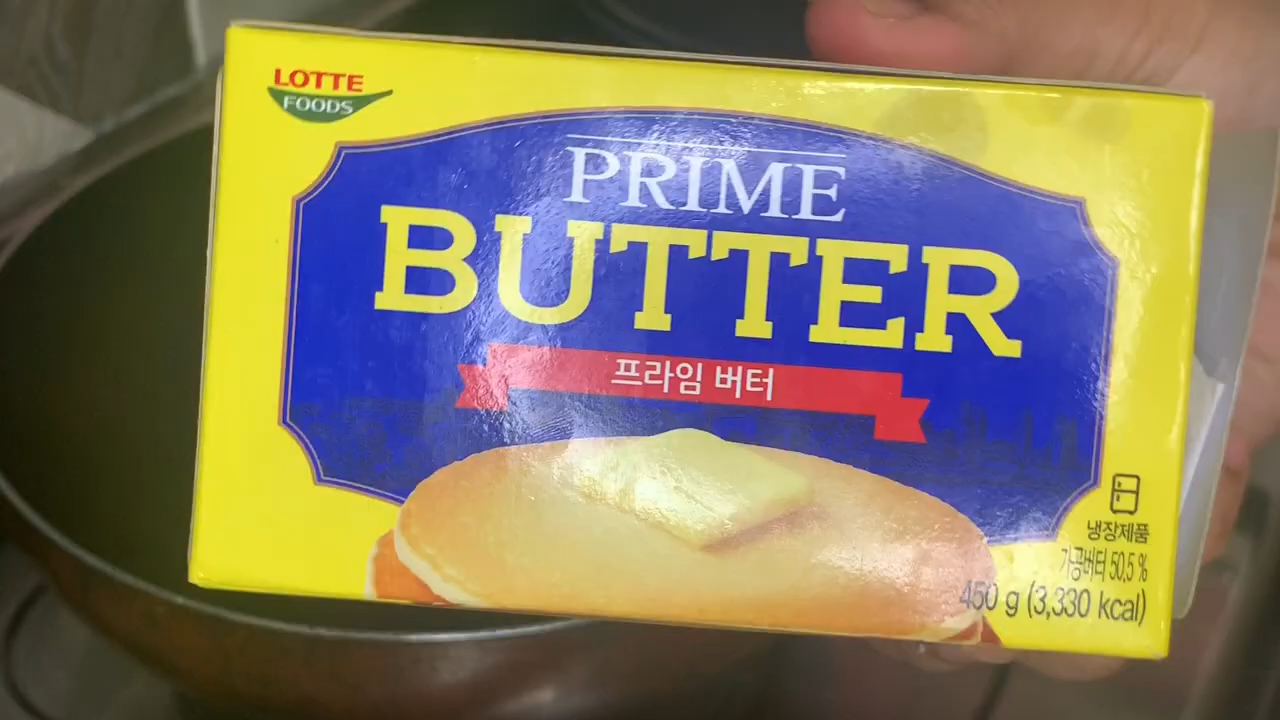 LOTTE
FOODS
PRIME
BUTTER
프라임 버터
냉장제품
가공버터 50.5 %
450 g (3,330 kcal)